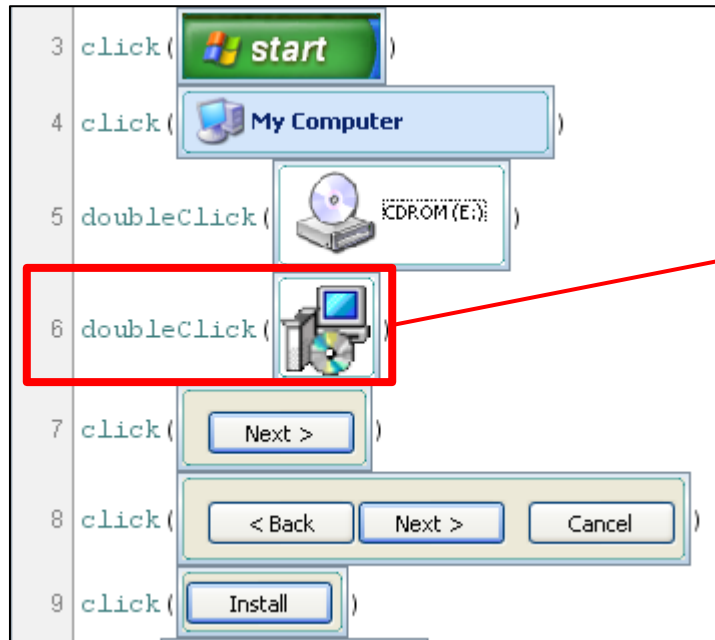 3 click( start )
4 click( My Computer )
5 doubleClick( CDROM (E:) )
6 doubleClick( )
7 click( Next > )
8 click( < Back Next > Cancel )
9 click( Install )